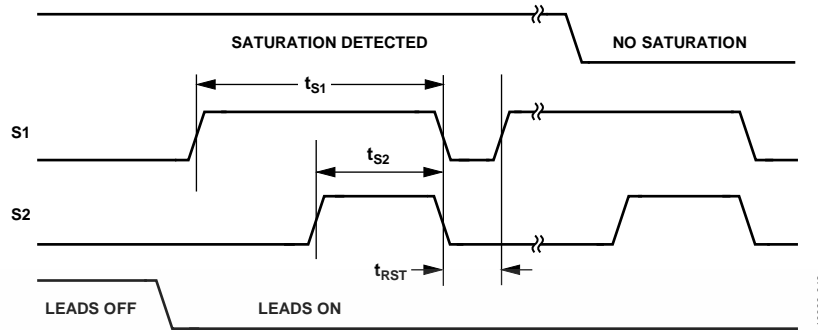 SATURATION DETECTED
NO SATURATION
tS1
S1
tS2
S2
tRST
LEADS OFF
LEADS ON